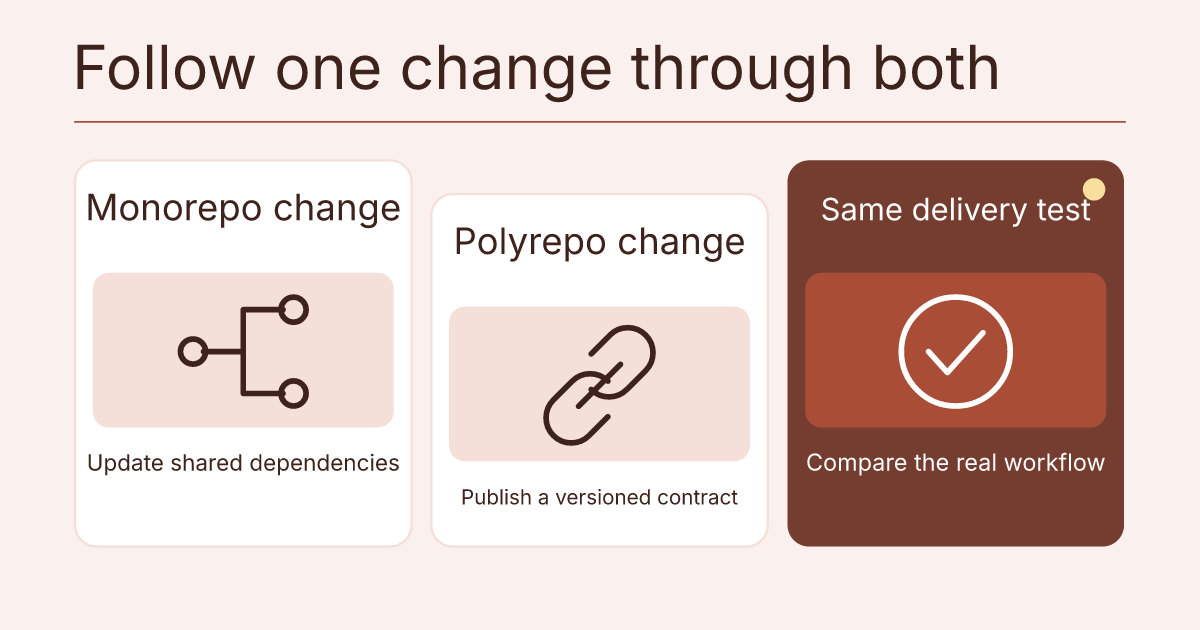 Follow one change through both
Monorepo change
Update shared dependencies
Polyrepo change
Publish a versioned contract
Same delivery test
Compare the real workflow